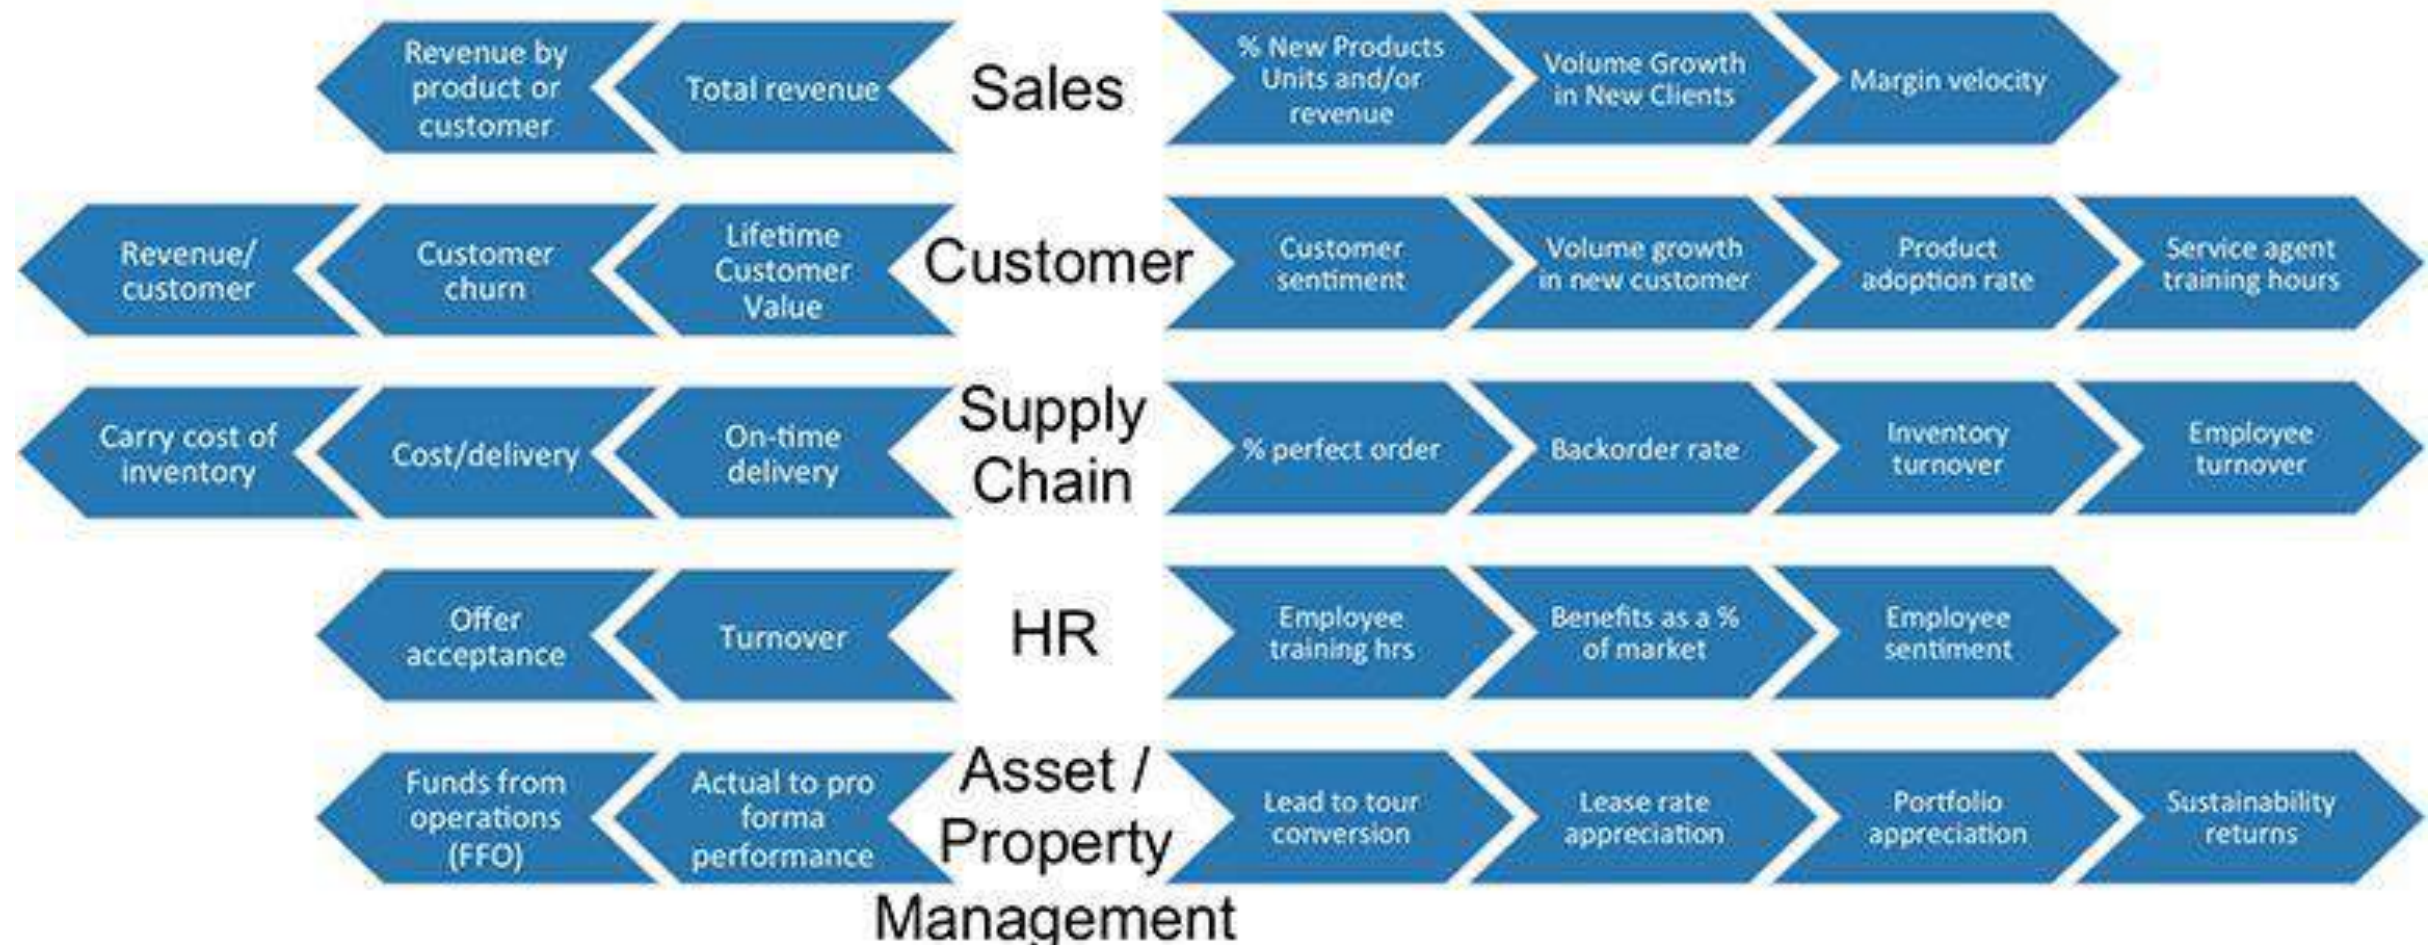 Revenue by
product or
customer
Total revenue
Sales
% New Products
Units and/or
revenue
Volume Growth
in New Clients
Margin velocity
Revenue/
customer
Customer
churn
Lifetime
Customer
Value
Customer
Customer
sentiment
Volume growth
in new customer
Product
adoption rate
Service agent
training hours
Carry cost of
inventory
Cost/delivery
On-time
delivery
Supply
Chain
% perfect order
Backorder rate
Inventory
turnover
Employee
turnover
Offer
acceptance
Turnover
HR
Employee
training hrs
Benefits as a %
of market
Employee
sentiment
Funds from
operations
(FFO)
Actual to pro
forma
performance
Asset /
Property
Management
Lead to tour
conversion
Lease rate
appreciation
Portfolio
appreciation
Sustainability
returns